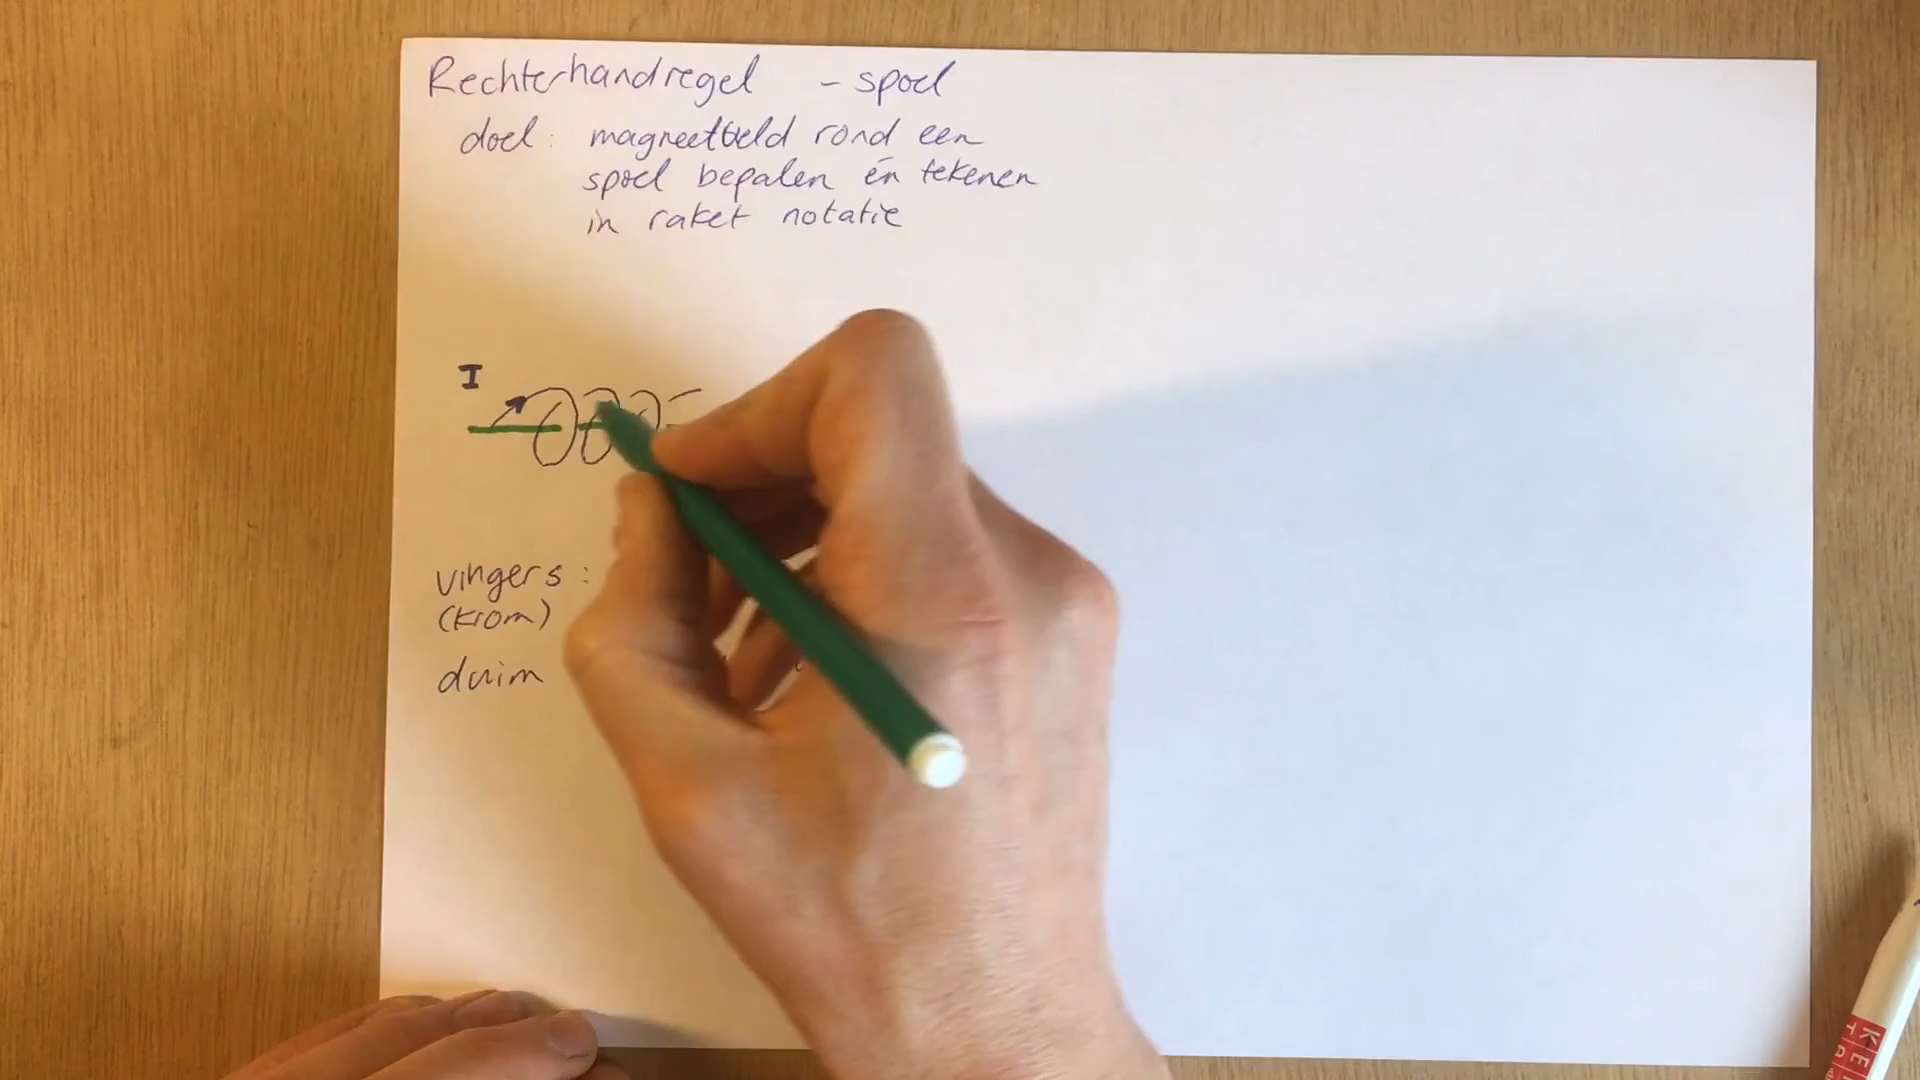 Rechterhandregel - spoel
doel: magneetveld rond een
spoel bepalen én tekenen
in raket notatie
I
vingers:
(krom)
duim